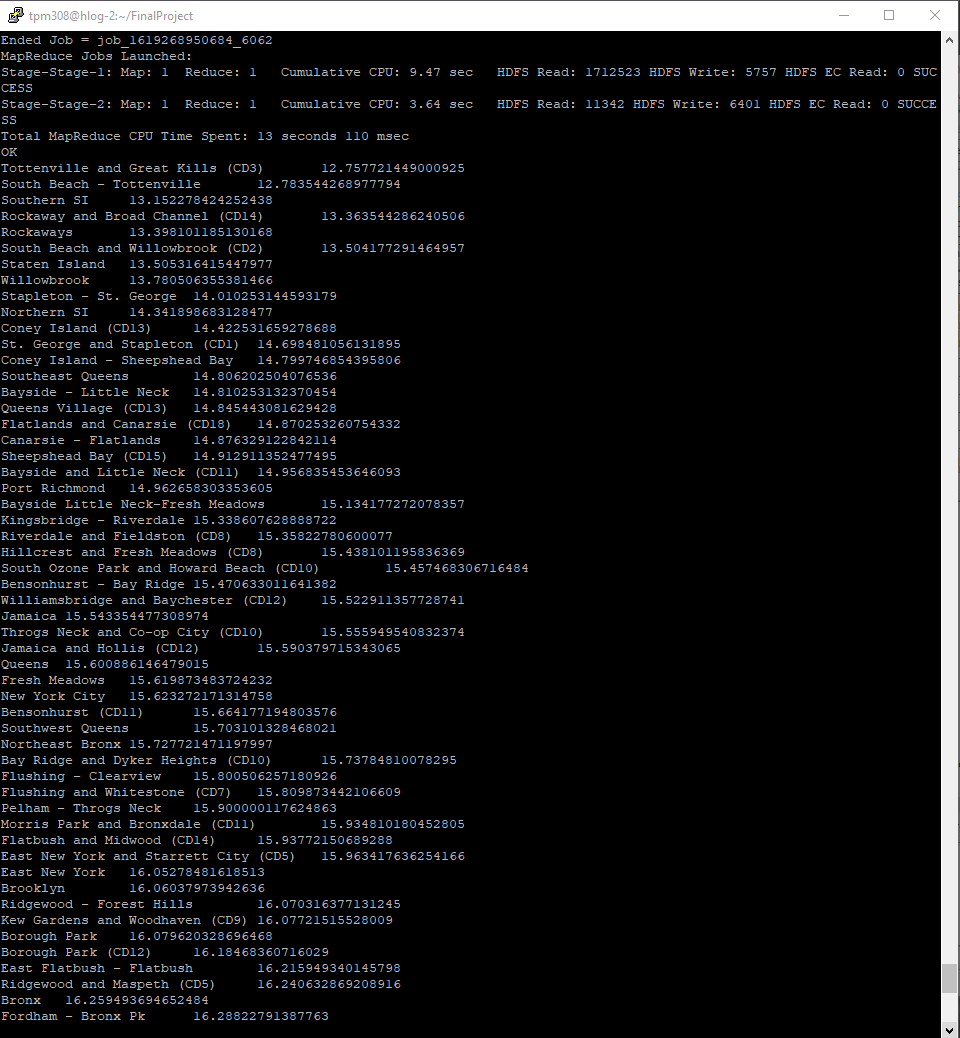 tpm308@hlog-2:~/FinalProject
Ended Job = job_1619268950684_6062
MapReduce Jobs Launched:
Stage-Stage-1: Map: 1  Reduce: 1   Cumulative CPU: 9.47 sec   HDFS Read: 1712523 HDFS Write: 5757 HDFS EC Read: 0 SUC
CESS
Stage-Stage-2: Map: 1  Reduce: 1   Cumulative CPU: 3.64 sec   HDFS Read: 11342 HDFS Write: 6401 HDFS EC Read: 0 SUCCE
SS
Total MapReduce CPU Time Spent: 13 seconds 110 msec
OK
Tottenville and Great Kills (CD3)       12.757721449000925
South Beach - Tottenville       12.783544268977794
Southern SI     13.152278424252438
Rockaway and Broad Channel (CD14)       13.363544286240506
Rockaways       13.398101185130168
South Beach and Willowbrook (CD2)       13.504177291464957
Staten Island   13.505316415447977
Willowbrook     13.780506355381466
Stapleton - St. George  14.010253144593179
Northern SI     14.341898683128477
Coney Island (CD13)     14.422531659278688
St. George and Stapleton (CD1)  14.698481056131895
Coney Island - Sheepshead Bay   14.799746854395806
Southeast Queens        14.806202504076536
Bayside - Little Neck   14.810253132370454
Queens Village (CD13)   14.845443081629428
Flatlands and Canarsie (CD18)   14.870253260754332
Canarsie - Flatlands    14.876329122842114
Sheepshead Bay (CD15)   14.912911352477495
Bayside and Little Neck (CD11)  14.956835453646093
Port Richmond   14.962658303353605
Bayside Little Neck-Fresh Meadows       15.134177272078357
Kingsbridge - Riverdale 15.338607628888722
Riverdale and Fieldston (CD8)   15.35822780600077
Hillcrest and Fresh Meadows (CD8)       15.438101195836369
South Ozone Park and Howard Beach (CD10)        15.457468306716484
Bensonhurst - Bay Ridge 15.470633011641382
Williamsbridge and Baychester (CD12)    15.522911357728741
Jamaica 15.543354477308974
Throgs Neck and Co-op City (CD10)       15.555949540832374
Jamaica and Hollis (CD12)       15.590379715343065
Queens  15.600886146479015
Fresh Meadows   15.619873483724232
New York City   15.623272171314758
Bensonhurst (CD11)      15.664177194803576
Southwest Queens        15.703101328468021
Northeast Bronx 15.727721471197997
Bay Ridge and Dyker Heights (CD10)      15.73784810078295
Flushing - Clearview    15.800506257180926
Flushing and Whitestone (CD7)   15.809873442106609
Pelham - Throgs Neck    15.900000117624863
Morris Park and Bronxdale (CD11)        15.934810180452805
Flatbush and Midwood (CD14)     15.93772150689288
East New York and Starrett City (CD5)   15.963417636254166
East New York   16.05278481618513
Brooklyn        16.06037973942636
Ridgewood - Forest Hills        16.070316377131245
Kew Gardens and Woodhaven (CD9) 16.07721515528009
Borough Park    16.079620328696468
Borough Park (CD12)     16.18468360716029
East Flatbush - Flatbush        16.215949340145798
Ridgewood and Maspeth (CD5)     16.240632869208916
Bronx   16.259493694652484
Fordham - Bronx Pk      16.28822791387763